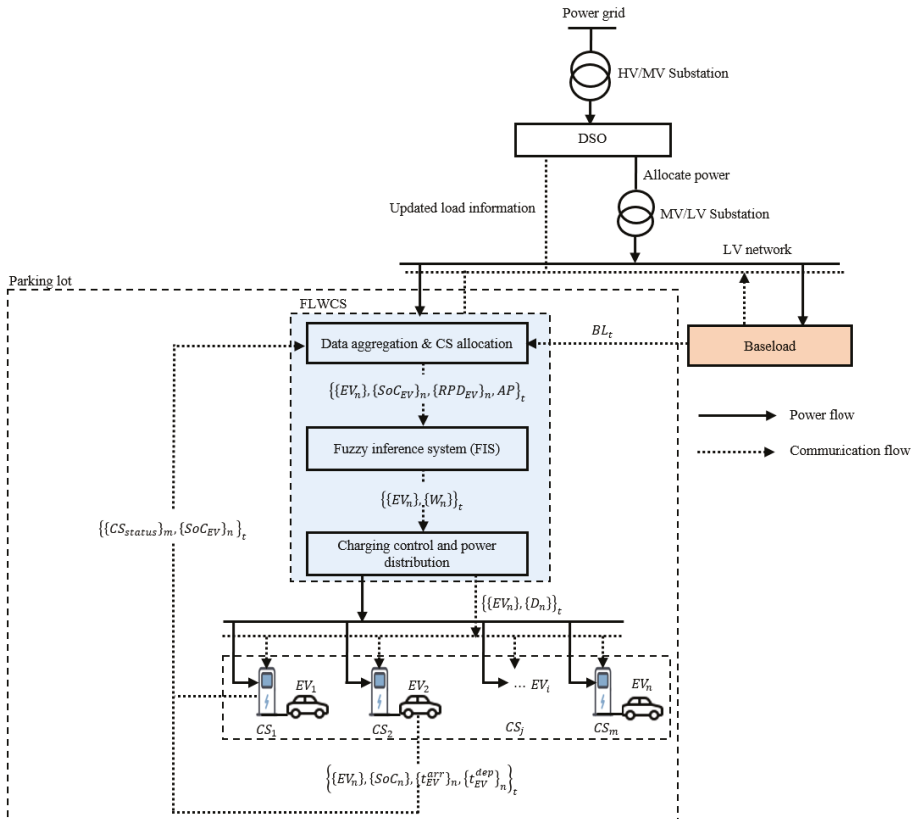 Power grid
HV/MV Substation
DSO
Allocate power
Updated load information
MV/LV Substation
LV network
Parking lot
FLWCS
Data aggregation & CS allocation
BL_t
Baseload
{{EV_n}, {SoC_EV}_n, {RPD_EV}_n, AP}_t
Power flow
Fuzzy inference system (FIS)
Communication flow
{{EV_n}, {W_n}}_t
{{CS_status}_m, {SoC_EV}_n}_t
Charging control and power
distribution
{{EV_n}, {D_n}}_t
EV_1
EV_2
... EV_i
EV_n
CS_1
CS_2
CS_j
CS_m
{{EV_n}, {SoC_n}, {t_EV^arr}_n, {t_EV^dep}_n}_t